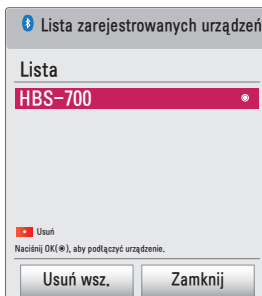 Lista zarejestrowanych urządzeń
Lista
HBS-700
Usuń
Naciśnij OK(◉), aby podłączyć urządzenie.
Usuń wsz.
Zamknij